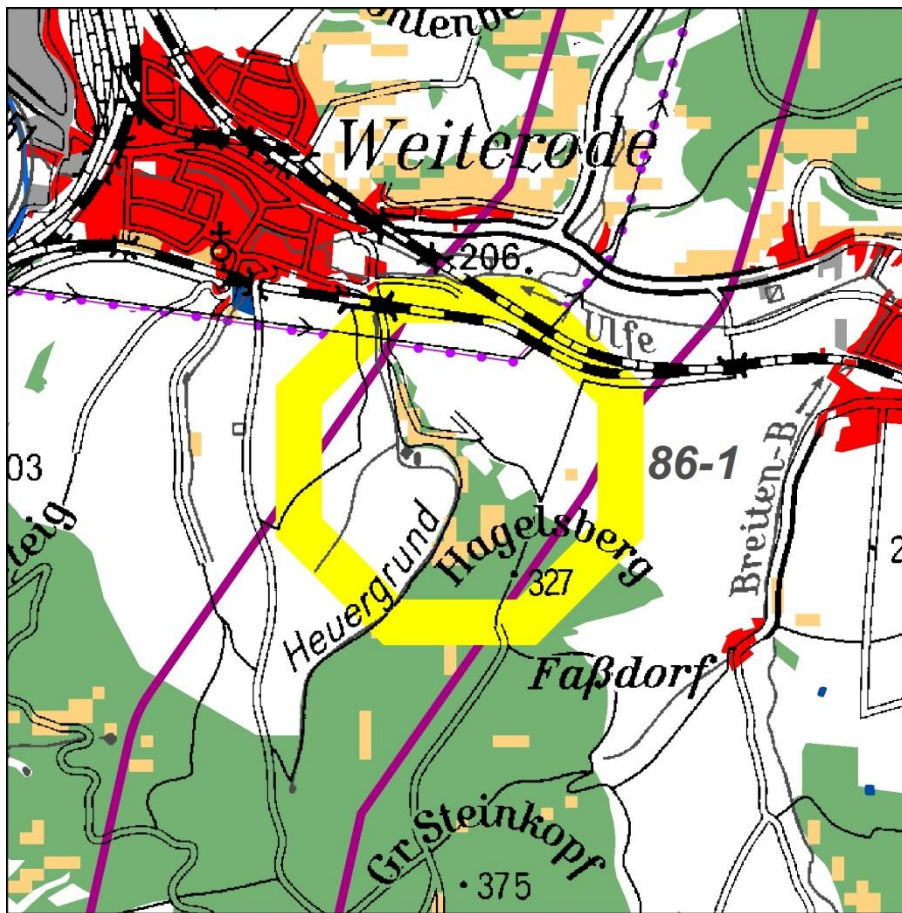 Weiterode
206
Ulfe
86-1
03
Hagelsberg
Breiten-B
327
Heuergrund
Faßdorf
Gr. Steinkopf
375